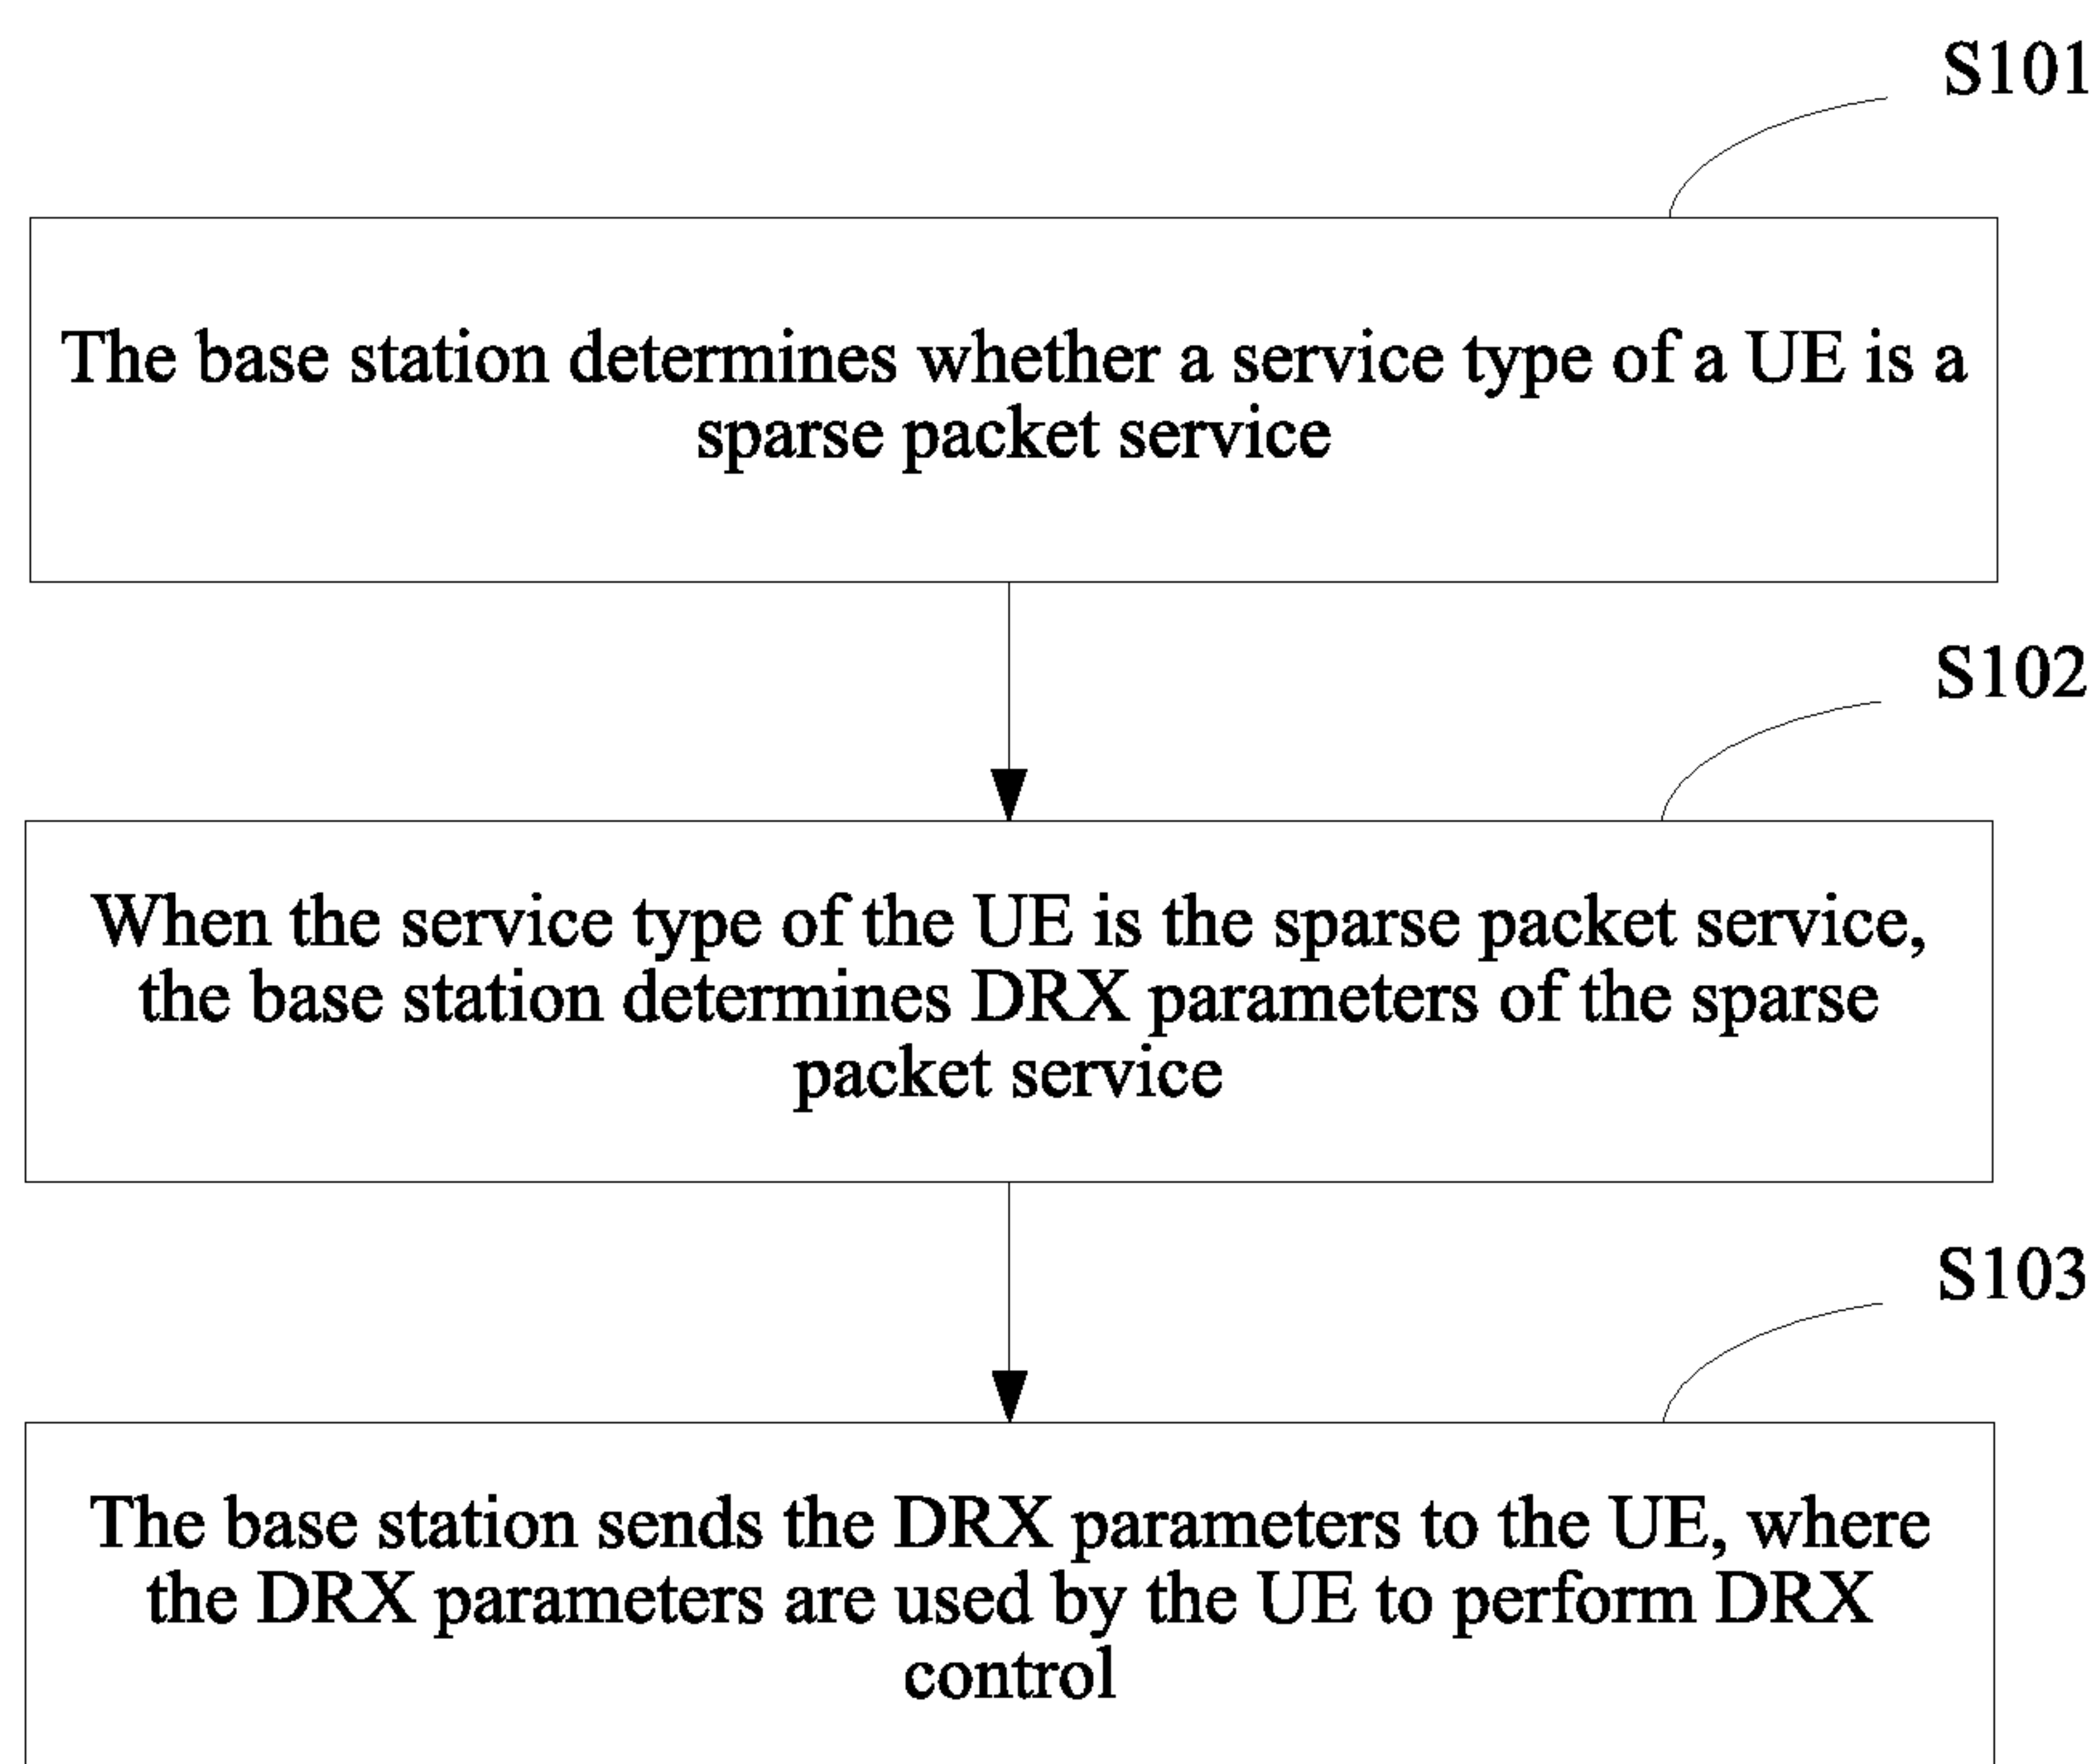 S101
The base station determines whether a service type of a UE is a
sparse packet service
S102
When the service type of the UE is the sparse packet service,
the base station determines DRX parameters of the sparse
packet service
S103
The base station sends the DRX parameters to the UE, where
the DRX parameters are used by the UE to perform DRX
control